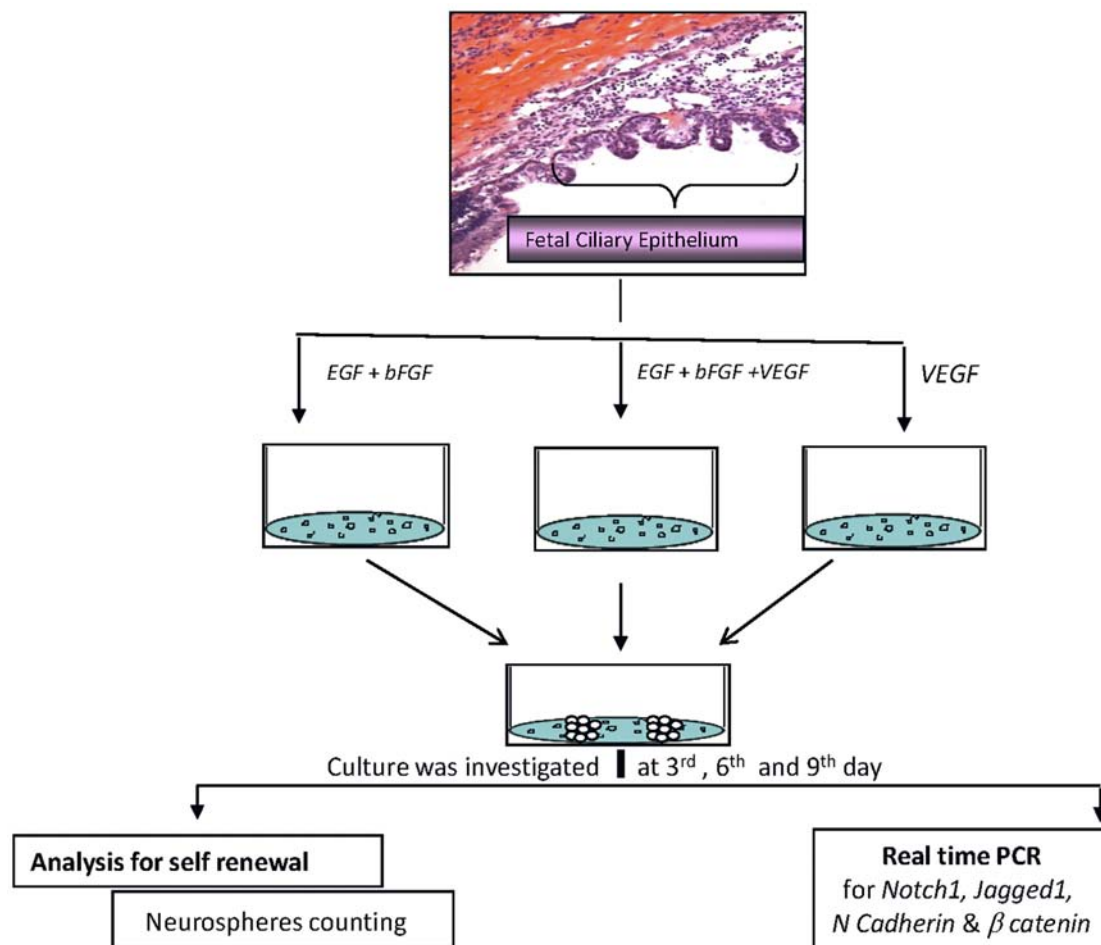 Fetal Ciliary Epithelium
EGF + bFGF
EGF + bFGF +VEGF
VEGF
Culture was investigated at 3rd , 6th and 9th day
Analysis for self renewal
Neurospheres counting
Real time PCR
for Notch1, Jagged1,
N Cadherin & β catenin